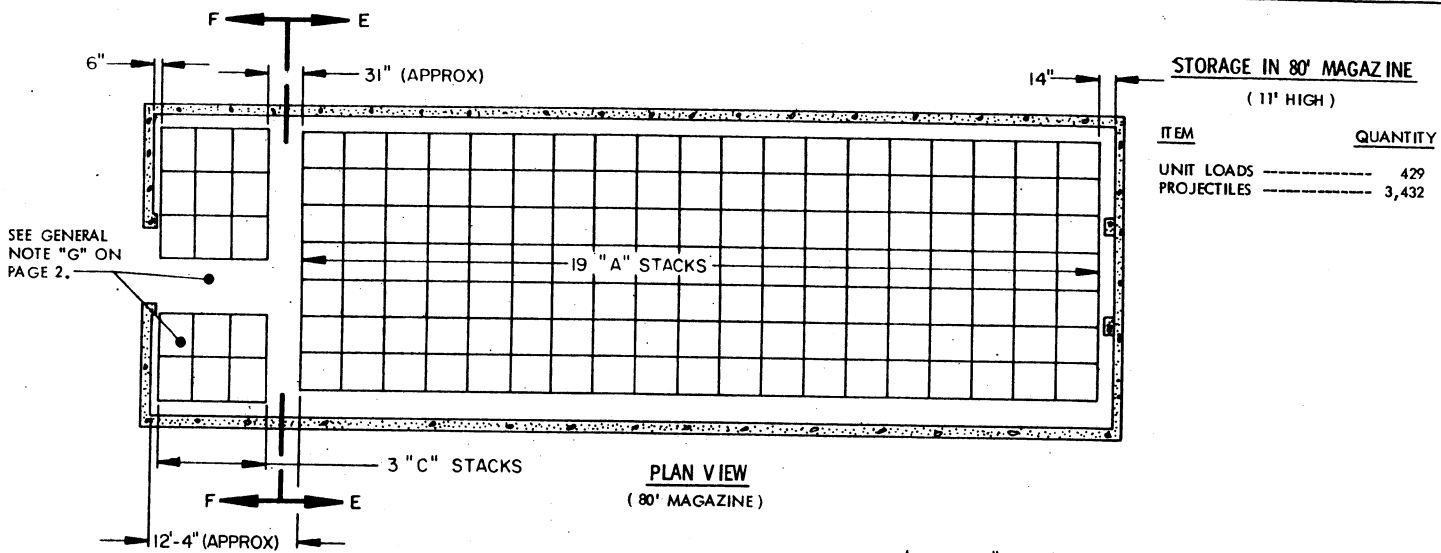 F E
6"
31" (APPROX)
14"
STORAGE IN 80' MAGAZINE
( 11' HIGH )
ITEM QUANTITY
UNIT LOADS ------------- 429
PROJECTILES ------------- 3,432
SEE GENERAL
NOTE "G" ON
PAGE 2.
19 "A" STACKS
3 "C" STACKS
PLAN VIEW
( 80' MAGAZINE )
F E
12'-4" (APPROX)